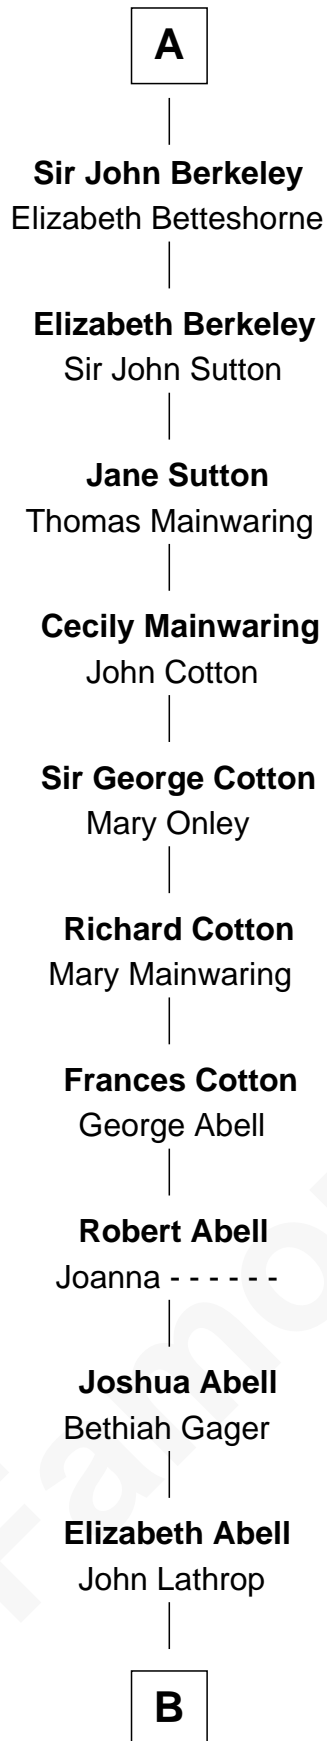 A
Sir John Berkeley
Elizabeth Betteshorne
Elizabeth Berkeley
Sir John Sutton
Jane Sutton
Thomas Mainwaring
Cecily Mainwaring
John Cotton
Sir George Cotton
Mary Onley
Richard Cotton
Mary Mainwaring
Frances Cotton
George Abell
Robert Abell
Joanna - - - - - -
Joshua Abell
Bethiah Gager
Elizabeth Abell
John Lathrop
B